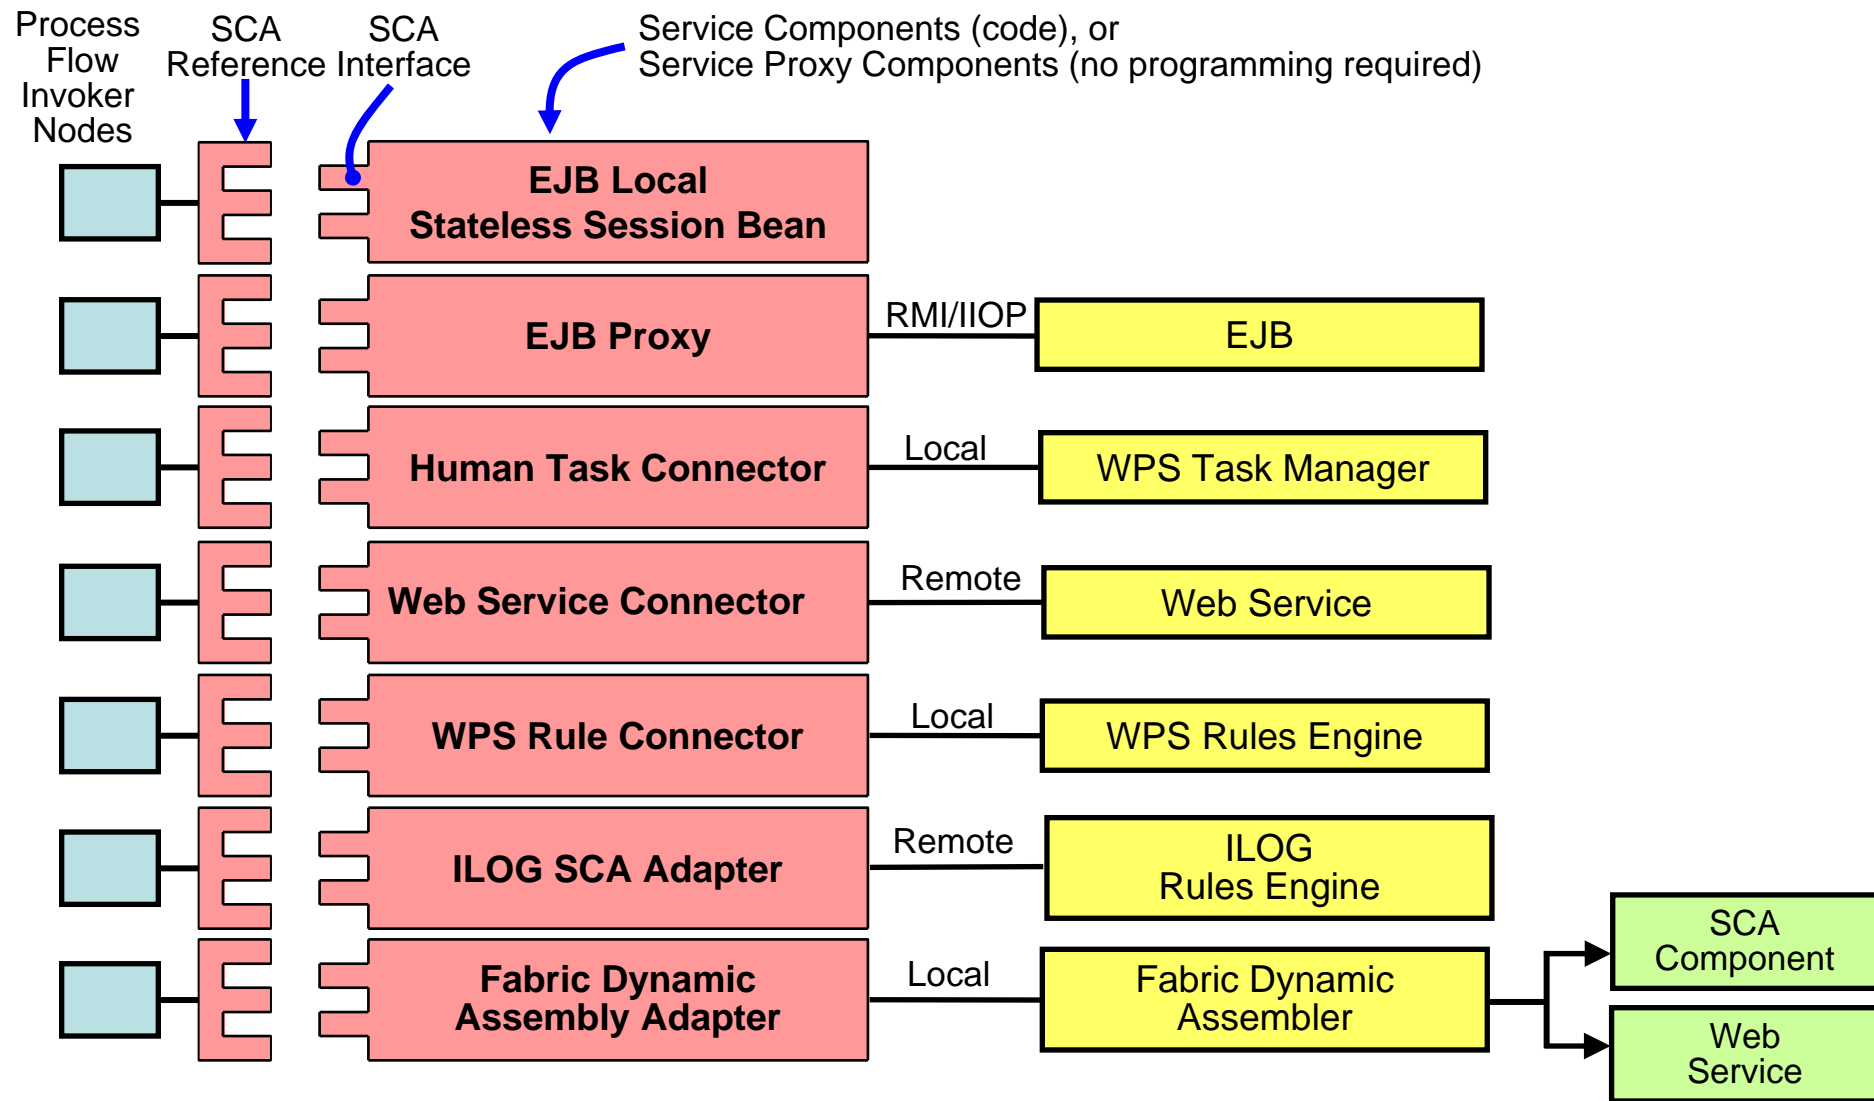 Process
Flow
Invoker
Nodes
SCA
Reference
SCA
Interface
Service Components (code), or
Service Proxy Components (no programming required)
EJB Local
Stateless Session Bean
EJB Proxy
RMI/IIOP
EJB
Human Task Connector
Local
WPS Task Manager
Web Service Connector
Remote
Web Service
WPS Rule Connector
Local
WPS Rules Engine
ILOG SCA Adapter
Remote
ILOG
Rules Engine
Fabric Dynamic
Assembly Adapter
Local
Fabric Dynamic
Assembler
SCA
Component
Web
Service